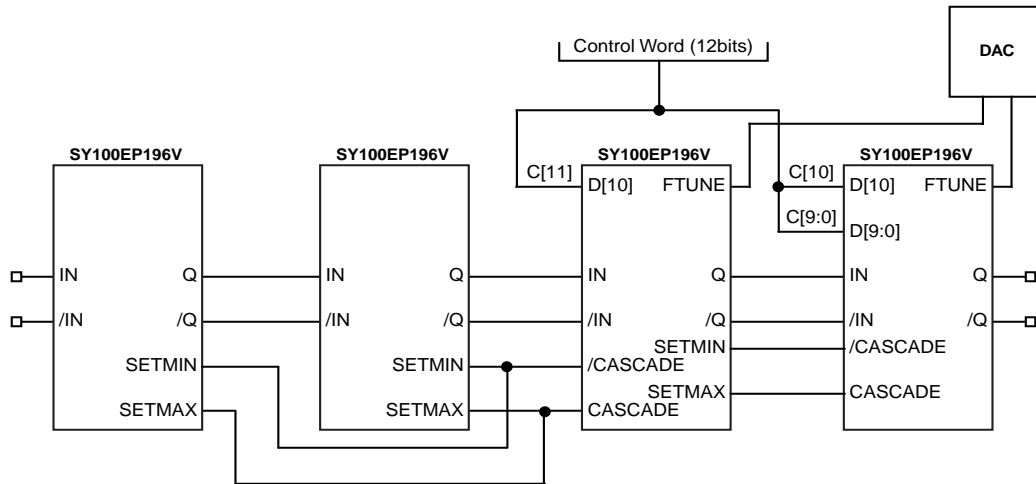 Control Word (12bits)
DAC
SY100EP196V
SY100EP196V
SY100EP196V
SY100EP196V
C[11]
D[10]
FTUNE
C[10]
D[10]
FTUNE
C[9:0]
D[9:0]
IN
Q
IN
Q
IN
Q
IN
Q
/IN
/Q
/IN
/Q
/IN
/Q
/IN
/Q
SETMIN
/CASCADE
SETMIN
SETMIN
/CASCADE
SETMAX
CASCADE
SETMAX
SETMAX
CASCADE